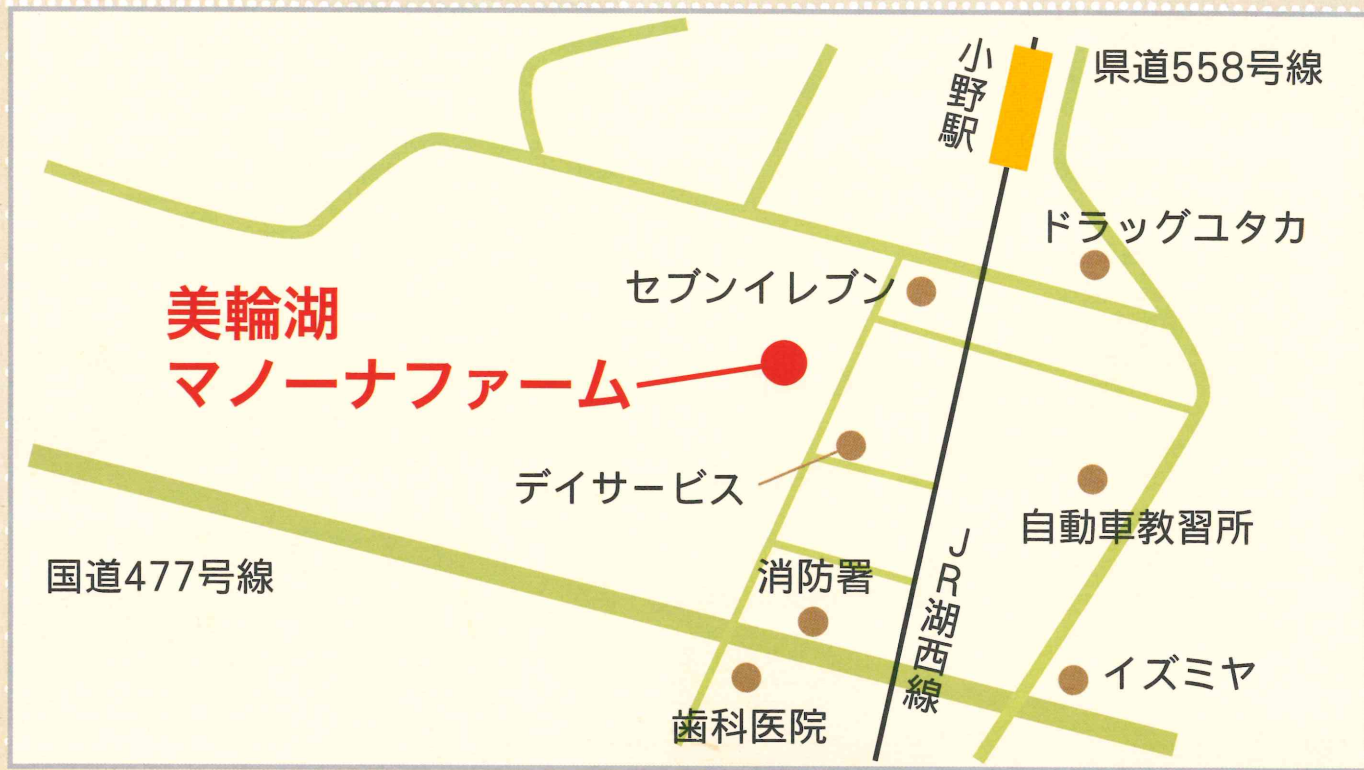 小野駅
県道558号線
ドラッグユタカ
セブンイレブン
美輪湖
マノーナファーム
デイサービス
自動車教習所
国道477号線
消防署
JR湖西線
イズミヤ
歯科医院